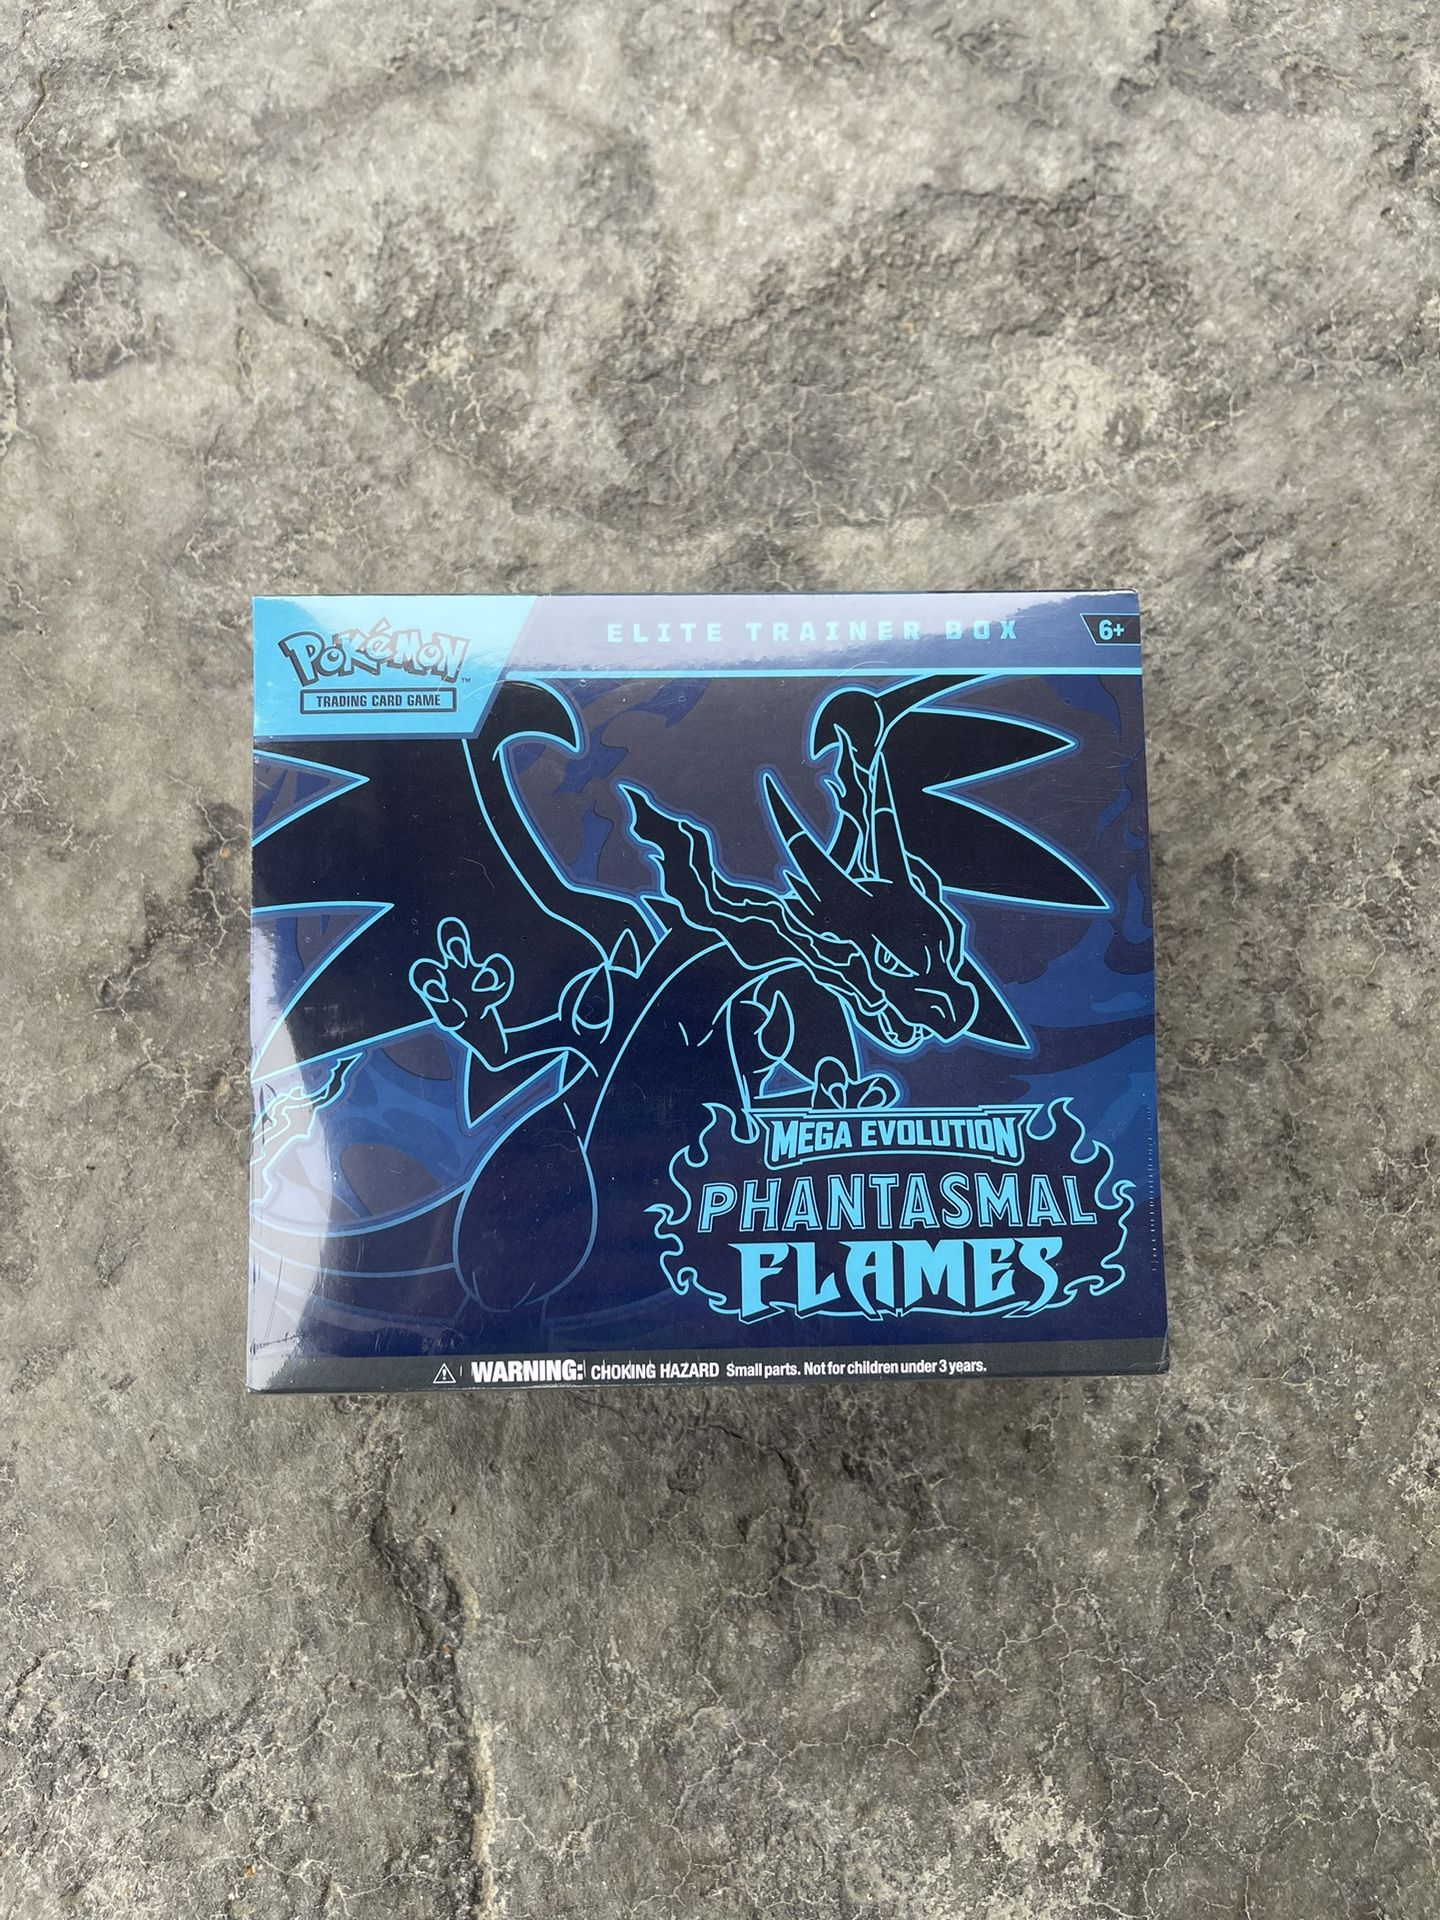 ELITE TRAINER BOX
6+
POKéMON™
TRADING CARD GAME
MEGA EVOLUTION
PHANTASMAL
FLAMES
WARNING: CHOKING HAZARD Small parts. Not for children under 3 years.